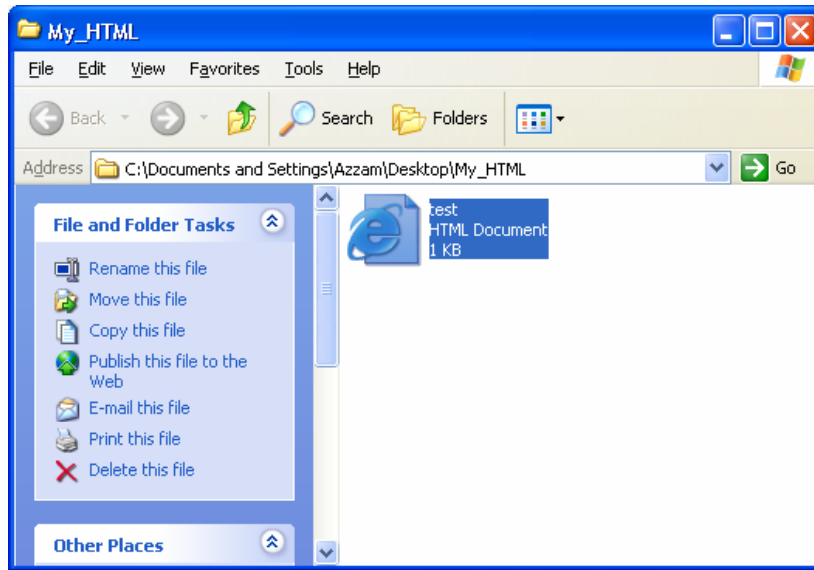 My_HTML
File Edit View Favorites Tools Help
Back Search Folders
Address C:\Documents and Settings\Azzam\Desktop\My_HTML Go
File and Folder Tasks
Rename this file
Move this file
Copy this file
Publish this file to the
Web
E-mail this file
Print this file
Delete this file
Other Places
test
HTML Document
1 KB